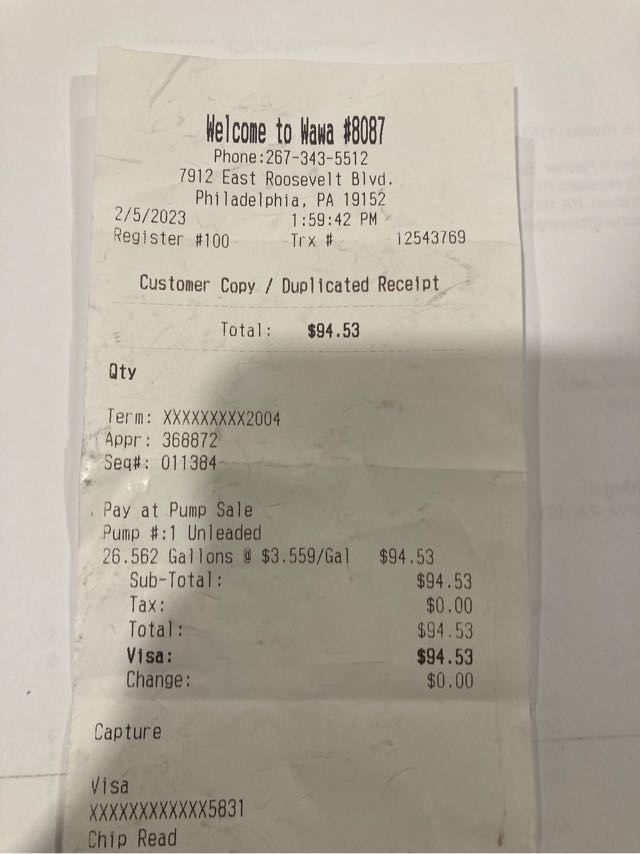 Welcome to Wawa #8087
Phone:267-343-5512
7912 East Roosevelt Blvd.
Philadelphia, PA 19152
2/5/2023 1:59:42 PM
Register #100 Trx # 12543769
Customer Copy / Duplicated Receipt
Total: $94.53
Qty
Term: XXXXXXXXX2004
Appr: 368872
Seq#: 011384
Pay at Pump Sale
Pump #:1 Unleaded
26.562 Gallons @ $3.559/Gal $94.53
Sub-Total: $94.53
Tax: $0.00
Total: $94.53
Visa: $94.53
Change: $0.00
Capture
Visa
XXXXXXXXXXXX5831
Chip Read